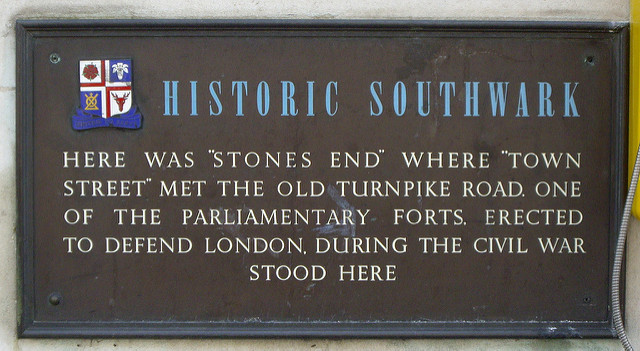 HISTORIC SOUTHWARK
HERE WAS "STONES END" WHERE "TOWN
STREET" MET THE OLD TURNPIKE ROAD. ONE
OF THE PARLIAMENTARY FORTS, ERECTED
TO DEFEND LONDON, DURING THE CIVIL WAR
STOOD HERE